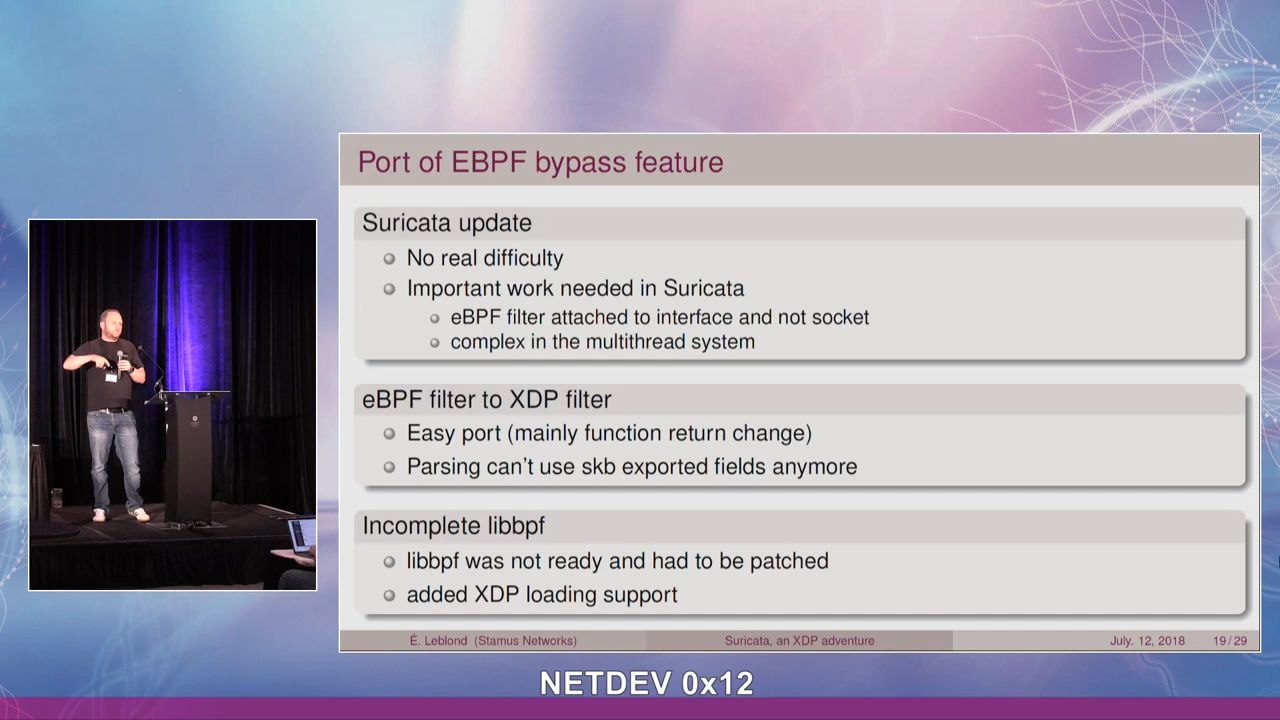 Port of EBPF bypass feature
Suricata update
No real difficulty
Important work needed in Suricata
eBPF filter attached to interface and not socket
complex in the multithread system
eBPF filter to XDP filter
Easy port (mainly function return change)
Parsing can't use skb exported fields anymore
Incomplete libbpf
libbpf was not ready and had to be patched
added XDP loading support
É. Leblond (Stamus Networks) Suricata, an XDP adventure July. 12, 2018 19 / 29
NETDEV 0x12